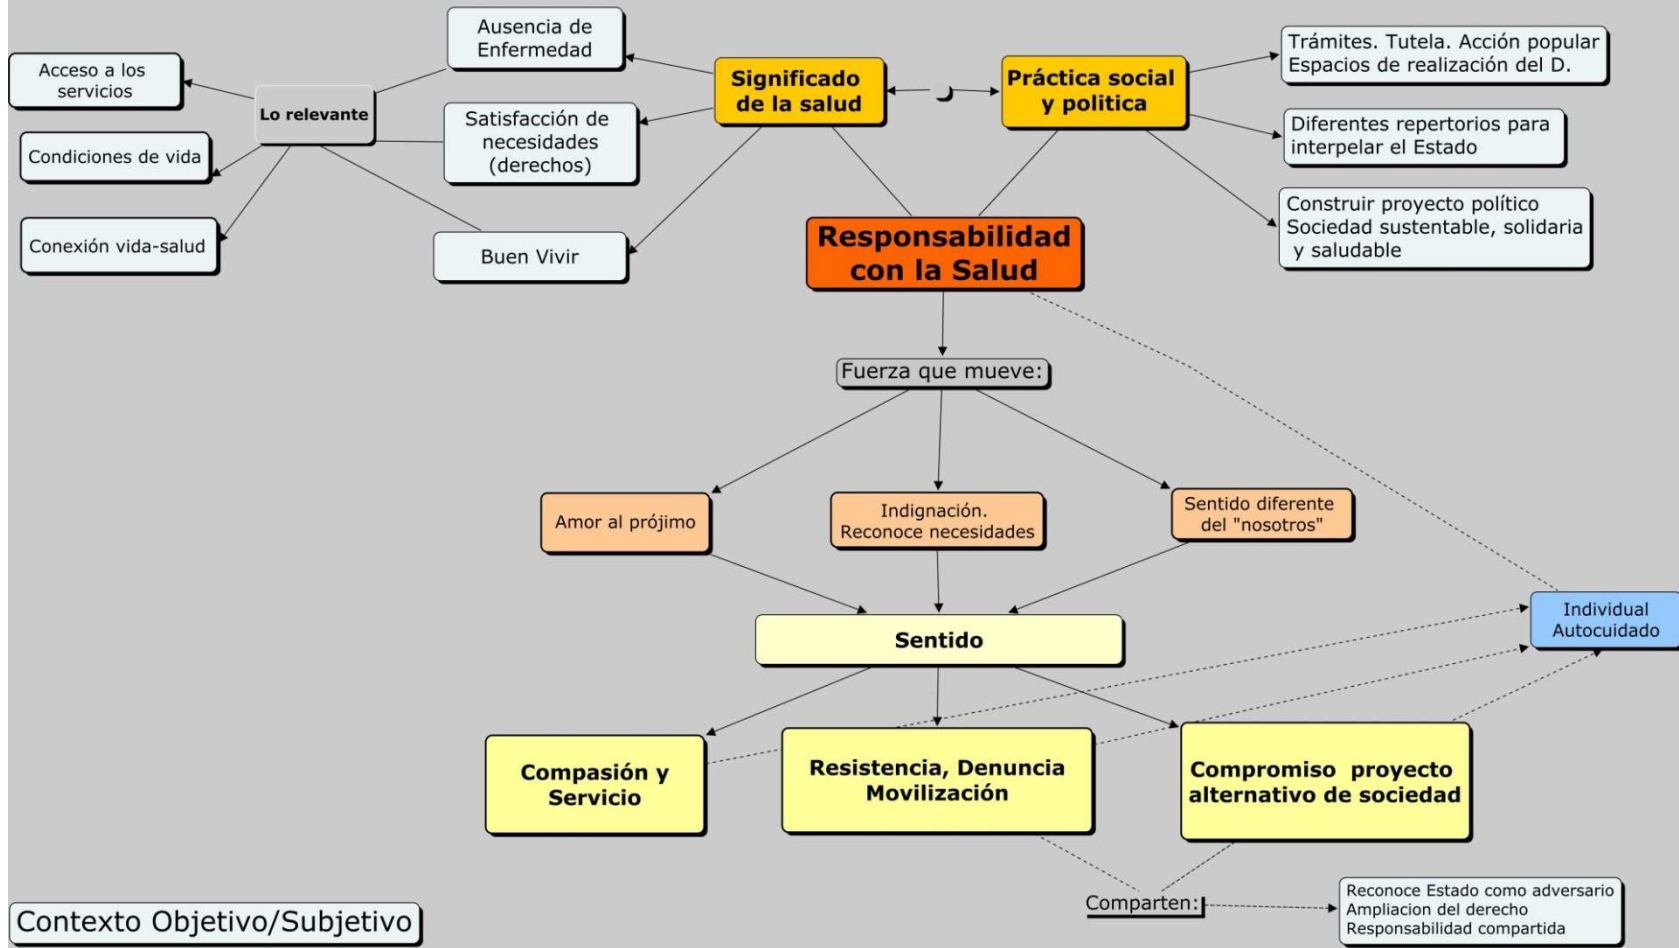 Ausencia de
Enfermedad
Acceso a los
servicios
Lo relevante
Condiciones de vida
Conexión vida-salud
Satisfacción de
necesidades
(derechos)
Buen Vivir
Significado
de la salud
Práctica social
y politica
Trámites. Tutela. Acción popular
Espacios de realización del D.
Diferentes repertorios para
interpelar el Estado
Construir proyecto político
Sociedad sustentable, solidaria
y saludable
Responsabilidad
con la Salud
Fuerza que mueve:
Amor al prójimo
Indignación.
Reconoce necesidades
Sentido diferente
del "nosotros"
Sentido
Individual
Autocuidado
Compasión y
Servicio
Resistencia, Denuncia
Movilización
Compromiso proyecto
alternativo de sociedad
Comparten:
Reconoce Estado como adversario
Ampliacion del derecho
Responsabilidad compartida
Contexto Objetivo/Subjetivo